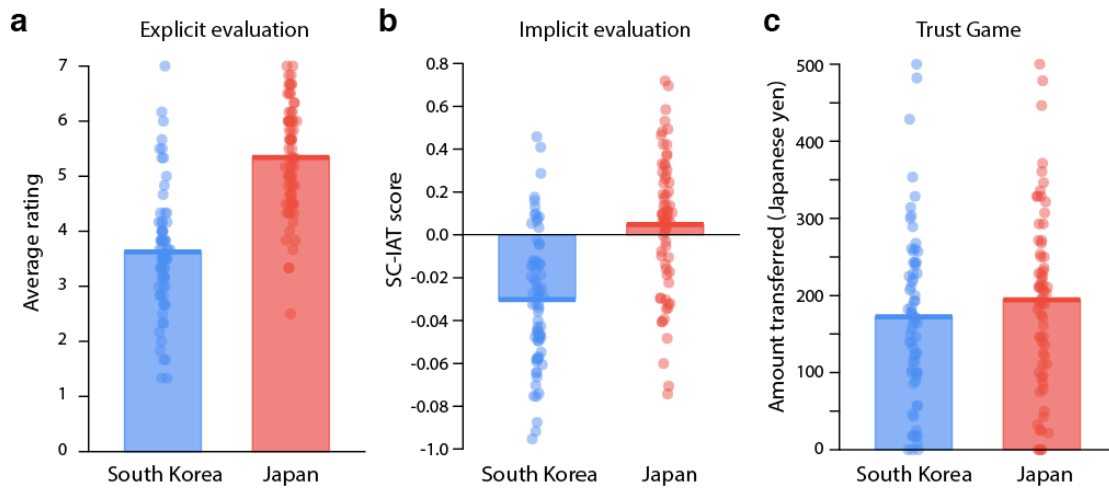 a Explicit evaluation
7
6
5
4
3
2
1
0
Average rating
South Korea Japan
b Implicit evaluation
0.8
0.6
0.4
0.2
0.0
-0.02
-0.04
-0.06
-0.08
-1.0
SC-IAT score
South Korea Japan
c Trust Game
500
300
200
100
0
Amount transferred (Japanese yen)
South Korea Japan